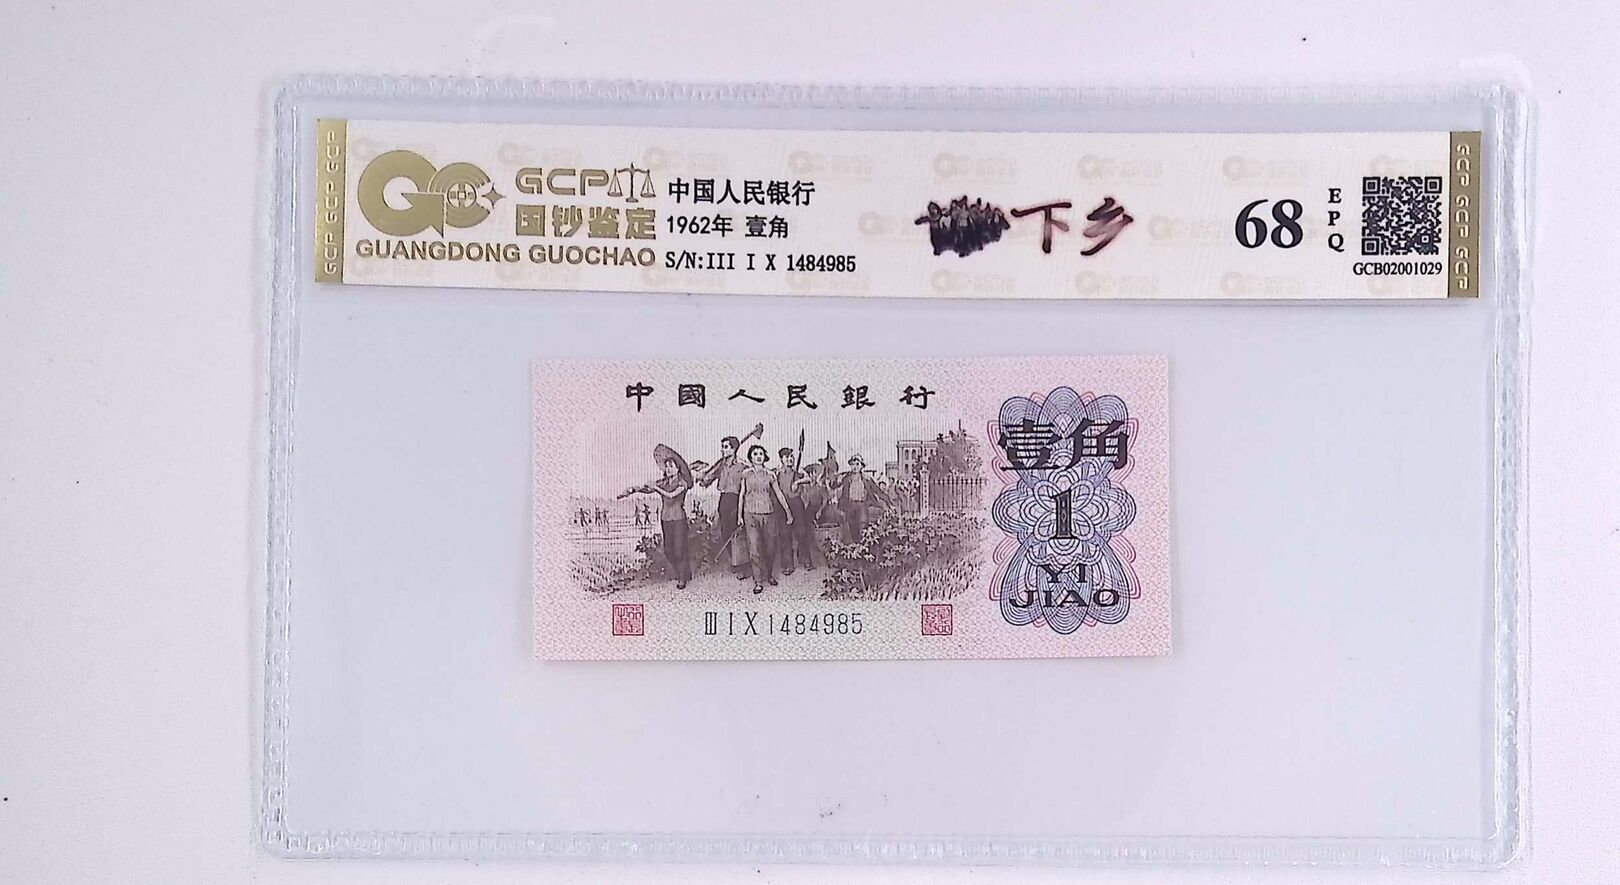 GCP GCP GCP
GCP
国钞鉴定
GUANGDONG GUOCHAO
中国人民银行
1962年 壹角
S/N:III I X 1484985
下乡
68
EPQ
GCB02001029
GCP GCP GCP
中國人民銀行
壹角
1
YI
JIAO
III I X 1484985